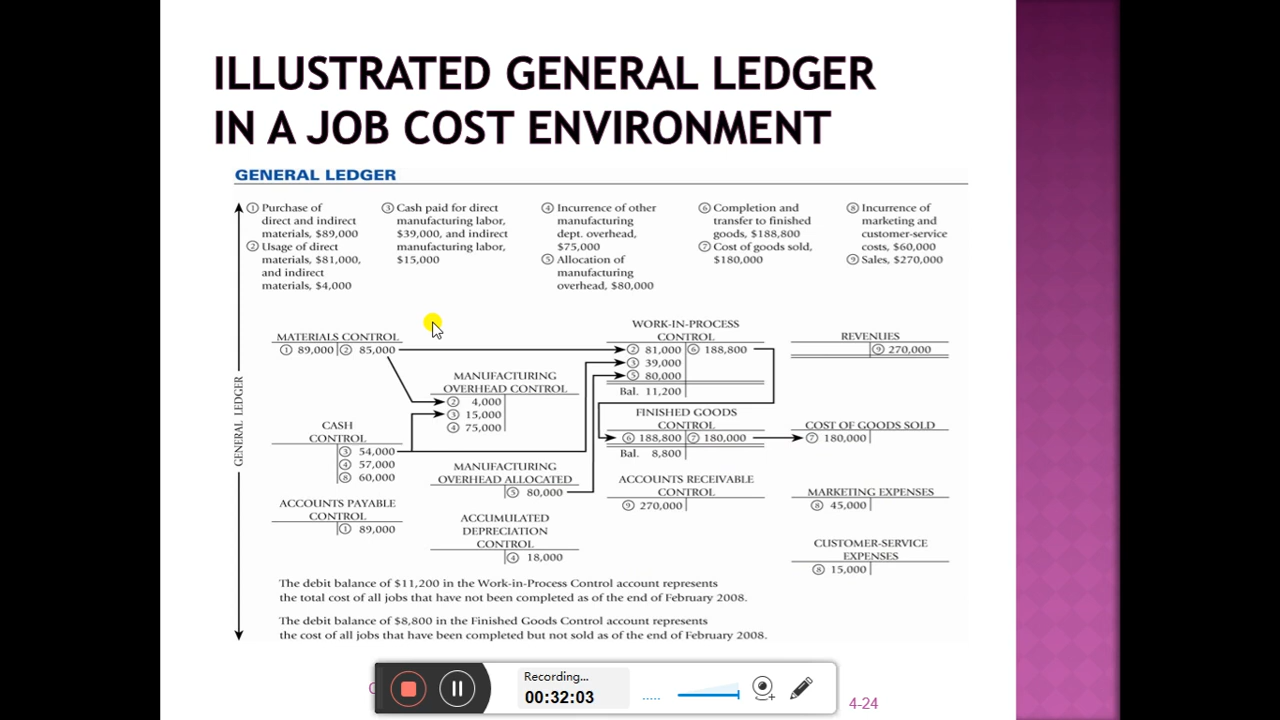 ILLUSTRATED GENERAL LEDGER
IN A JOB COST ENVIRONMENT
GENERAL LEDGER
① Purchase of
direct and indirect
materials, $89,000
② Usage of direct
materials, $81,000,
and indirect
materials, $4,000
③ Cash paid for direct
manufacturing labor,
$39,000, and indirect
manufacturing labor,
$15,000
④ Incurrence of other
manufacturing
dept. overhead,
$75,000
⑤ Allocation of
manufacturing
overhead, $80,000
⑥ Completion and
transfer to finished
goods, $188,800
⑦ Cost of goods sold,
$180,000
⑧ Incurrence of
marketing and
customer-service
costs, $60,000
⑨ Sales, $270,000
GENERAL LEDGER
MATERIALS CONTROL
① 89,000 ② 85,000
CASH
CONTROL
③ 54,000
④ 57,000
⑧ 60,000
ACCOUNTS PAYABLE
CONTROL
① 89,000
MANUFACTURING
OVERHEAD CONTROL
② 4,000
③ 15,000
④ 75,000
MANUFACTURING
OVERHEAD ALLOCATED
⑤ 80,000
ACCUMULATED
DEPRECIATION
CONTROL
④ 18,000
WORK-IN-PROCESS
CONTROL
② 81,000 ⑥ 188,800
③ 39,000
⑤ 80,000
Bal. 11,200
FINISHED GOODS
CONTROL
⑥ 188,800 ⑦ 180,000
Bal. 8,800
ACCOUNTS RECEIVABLE
CONTROL
⑨ 270,000
REVENUES
⑨ 270,000
COST OF GOODS SOLD
⑦ 180,000
MARKETING EXPENSES
⑧ 45,000
CUSTOMER-SERVICE
EXPENSES
⑧ 15,000
The debit balance of $11,200 in the Work-in-Process Control account represents
the total cost of all jobs that have not been completed as of the end of February 2008.
The debit balance of $8,800 in the Finished Goods Control account represents
the cost of all jobs that have been completed but not sold as of the end of February 2008.
Recording...
00:32:03
4-24